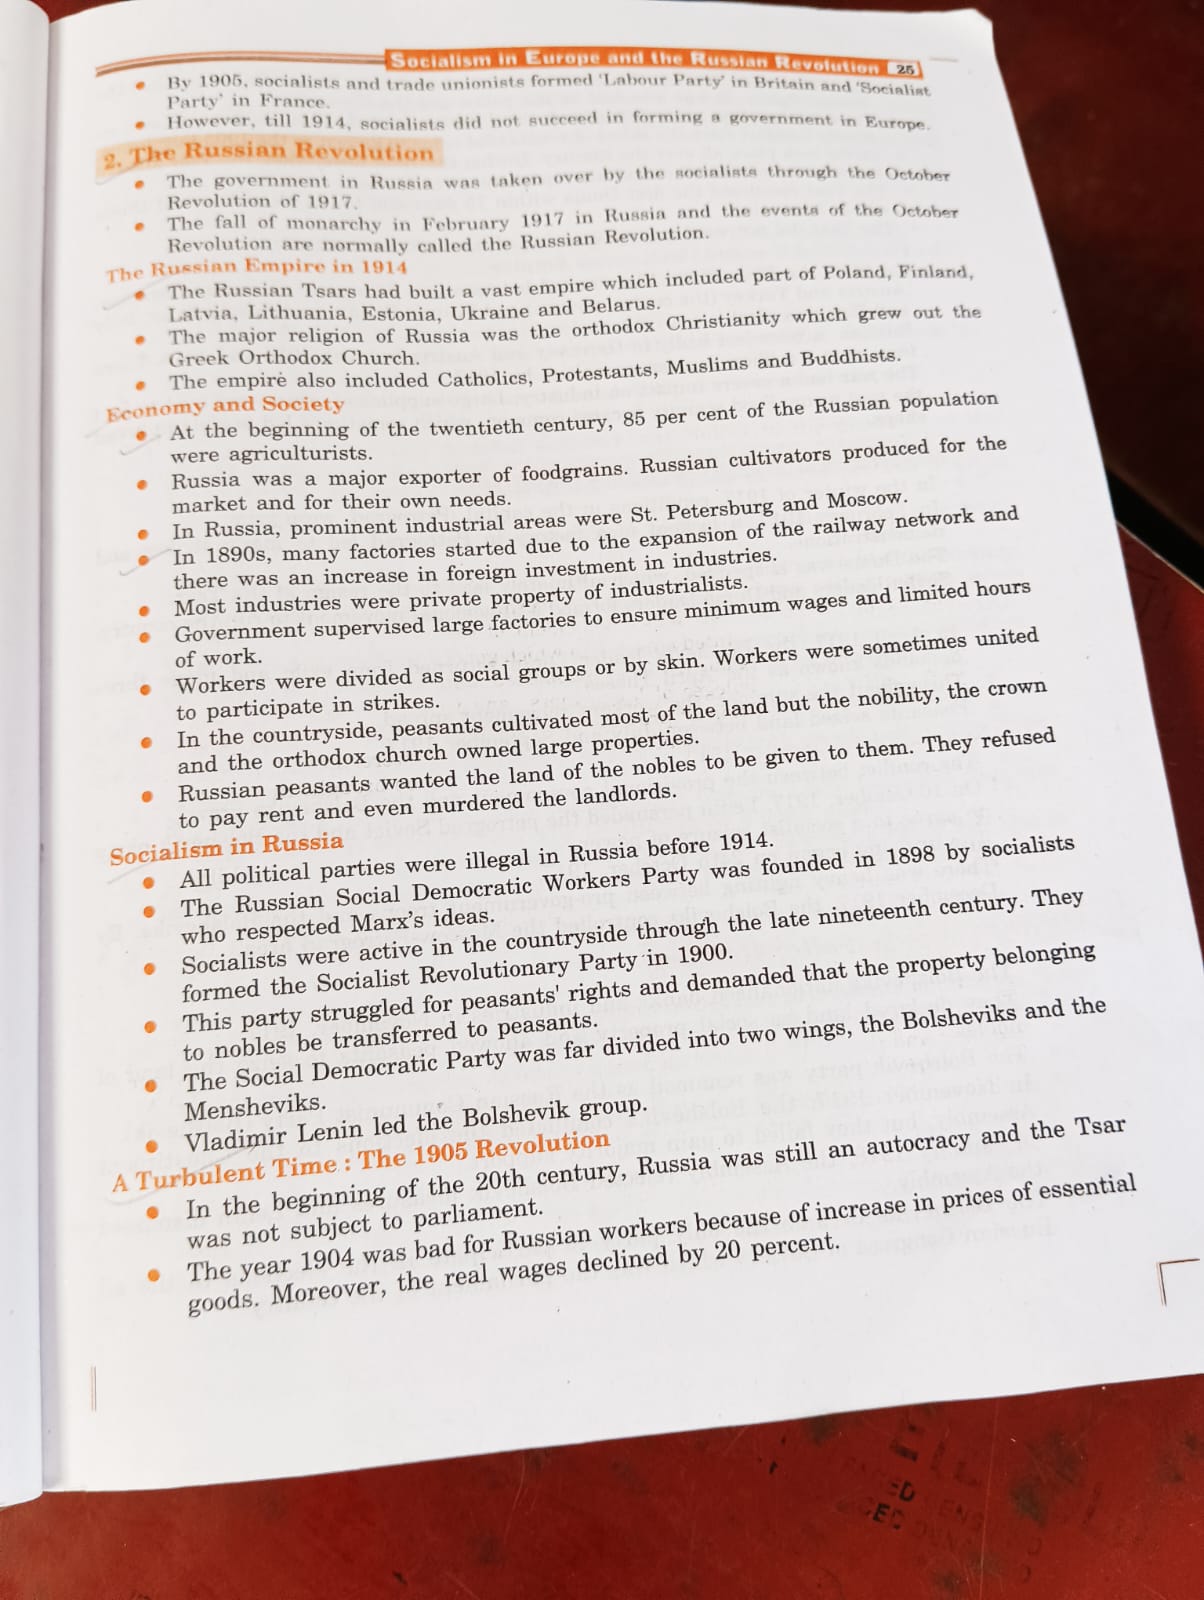 Socialism in Europe and the Russian Revolution 25
• By 1905, socialists and trade unionists formed 'Labour Party' in Britain and 'Socialist
Party' in France.
• However, till 1914, socialists did not succeed in forming a government in Europe.
2. The Russian Revolution
• The government in Russia was taken over by the socialists through the October
Revolution of 1917.
• The fall of monarchy in February 1917 in Russia and the events of the October
Revolution are normally called the Russian Revolution.
The Russian Empire in 1914
• The Russian Tsars had built a vast empire which included part of Poland, Finland,
Latvia, Lithuania, Estonia, Ukraine and Belarus.
• The major religion of Russia was the orthodox Christianity which grew out the
Greek Orthodox Church.
• The empire also included Catholics, Protestants, Muslims and Buddhists.
Economy and Society
• At the beginning of the twentieth century, 85 per cent of the Russian population
were agriculturists.
• Russia was a major exporter of foodgrains. Russian cultivators produced for the
market and for their own needs.
• In Russia, prominent industrial areas were St. Petersburg and Moscow.
• In 1890s, many factories started due to the expansion of the railway network and
there was an increase in foreign investment in industries.
• Most industries were private property of industrialists.
• Government supervised large factories to ensure minimum wages and limited hours
of work.
• Workers were divided as social groups or by skin. Workers were sometimes united
to participate in strikes.
• In the countryside, peasants cultivated most of the land but the nobility, the crown
and the orthodox church owned large properties.
• Russian peasants wanted the land of the nobles to be given to them. They refused
to pay rent and even murdered the landlords.
Socialism in Russia
• All political parties were illegal in Russia before 1914.
• The Russian Social Democratic Workers Party was founded in 1898 by socialists
who respected Marx's ideas.
• Socialists were active in the countryside through the late nineteenth century. They
formed the Socialist Revolutionary Party in 1900.
• This party struggled for peasants' rights and demanded that the property belonging
to nobles be transferred to peasants.
• The Social Democratic Party was far divided into two wings, the Bolsheviks and the
Mensheviks.
• Vladimir Lenin led the Bolshevik group.
A Turbulent Time : The 1905 Revolution
• In the beginning of the 20th century, Russia was still an autocracy and the Tsar
was not subject to parliament.
• The year 1904 was bad for Russian workers because of increase in prices of essential
goods. Moreover, the real wages declined by 20 percent.